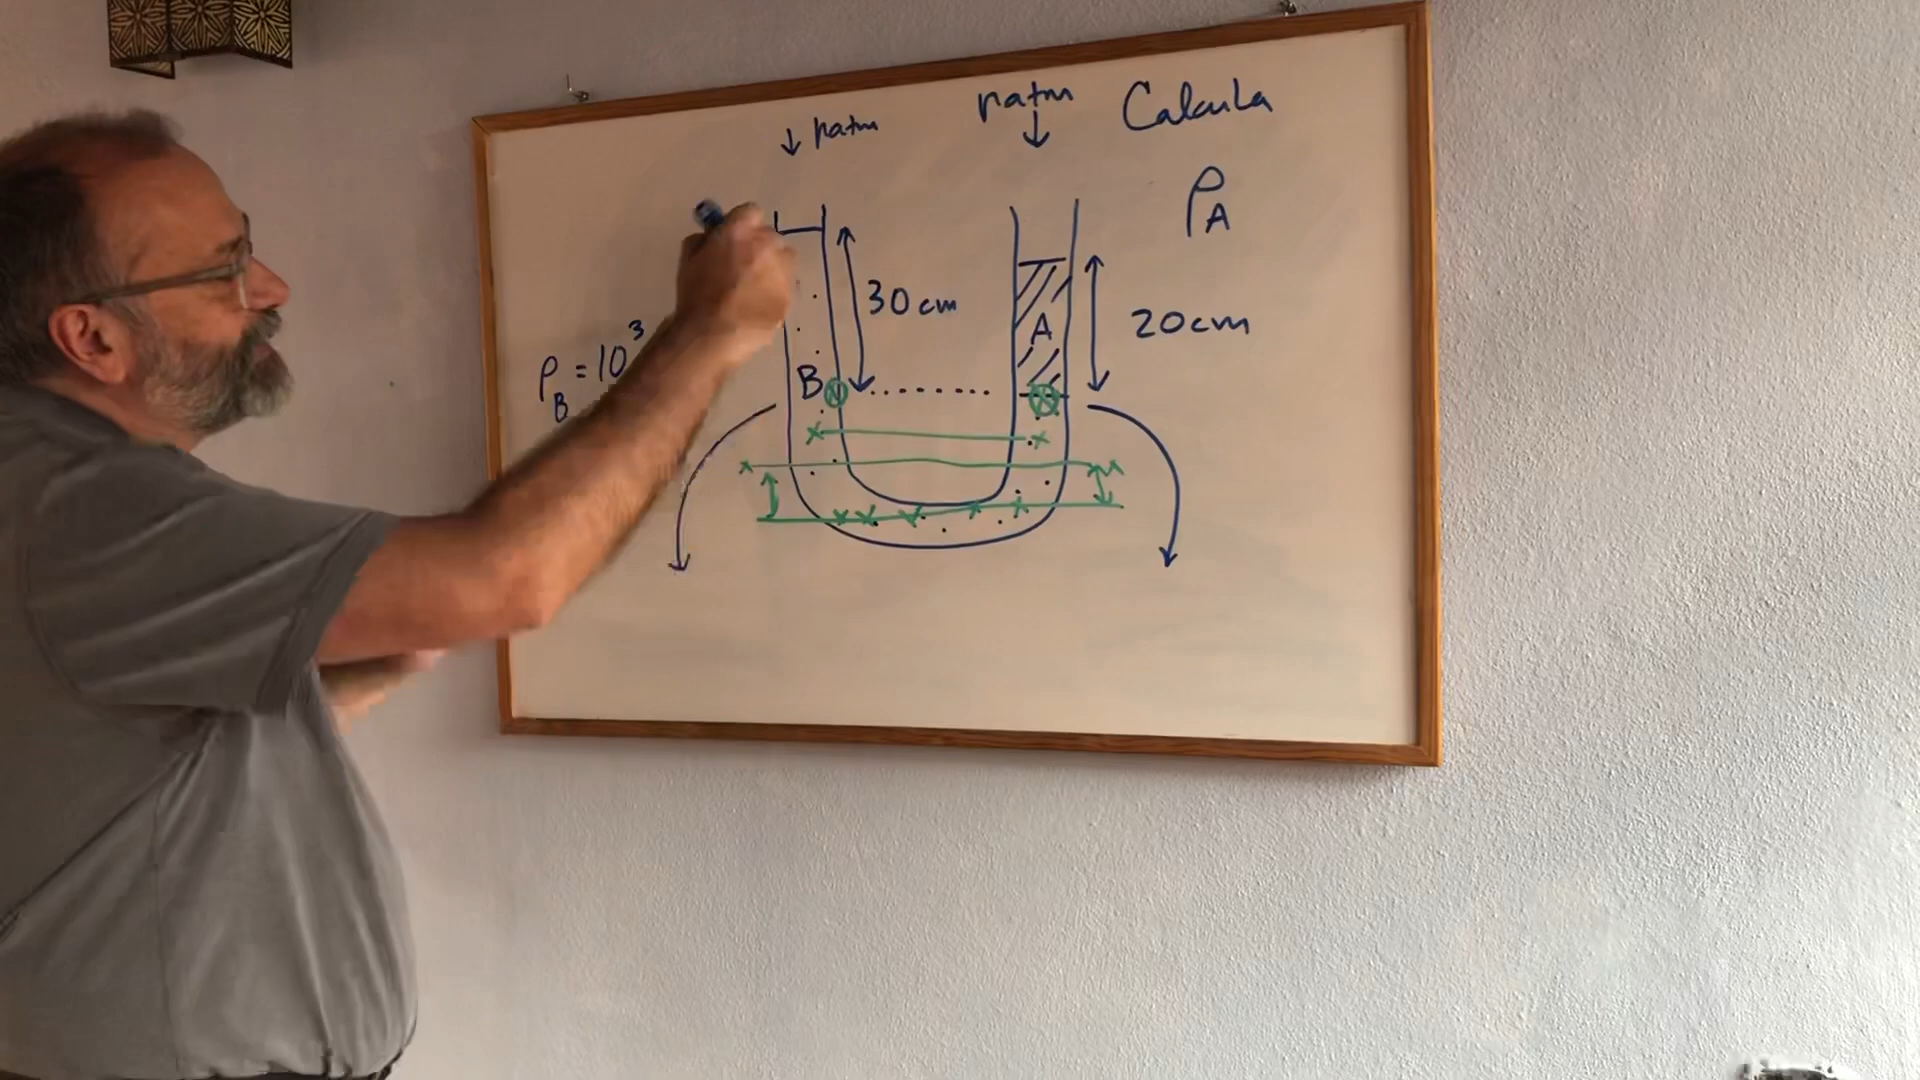 ↓ patm
patm
↓
Calcula
ρA
30 cm
A
20cm
ρB = 10³
B